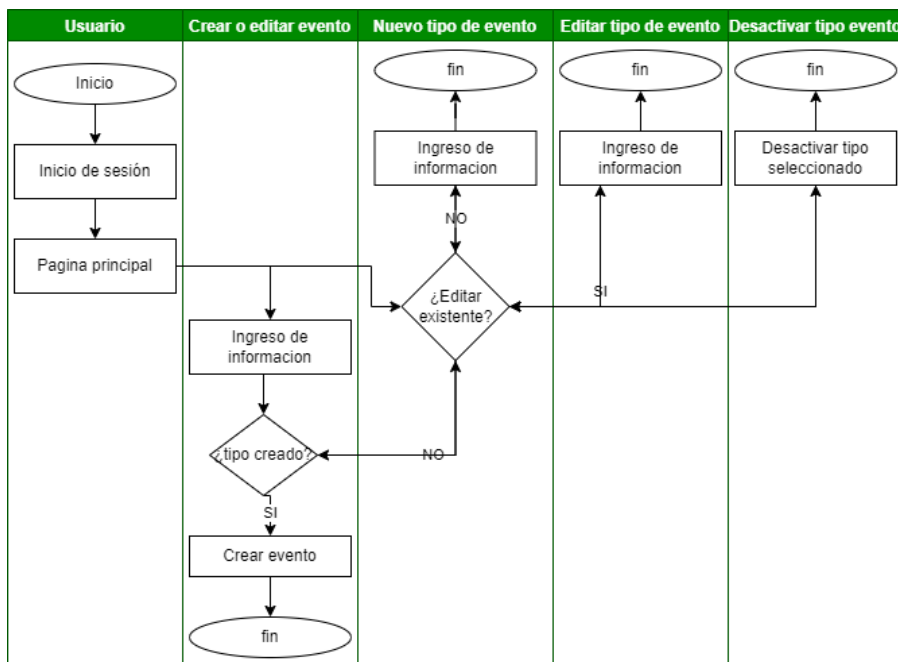 Usuario
Crear o editar evento
Nuevo tipo de evento
Editar tipo de evento
Desactivar tipo evento
Inicio
fin
fin
fin
Inicio de sesión
Ingreso de
informacion
Ingreso de
informacion
Desactivar tipo
seleccionado
NO
Pagina principal
¿Editar
existente?
SI
Ingreso de
informacion
¿tipo creado?
NO
SI
Crear evento
fin